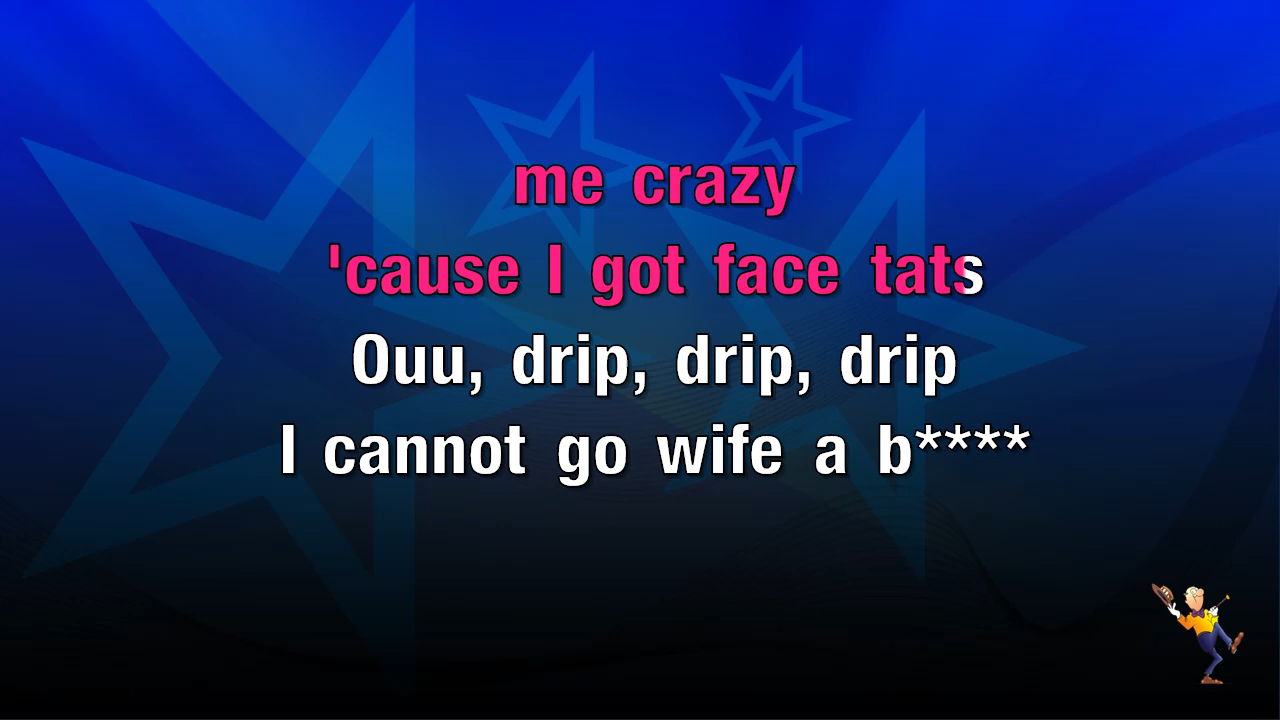 me crazy
'cause I got face tats
Ouu, drip, drip, drip
I cannot go wife a b****